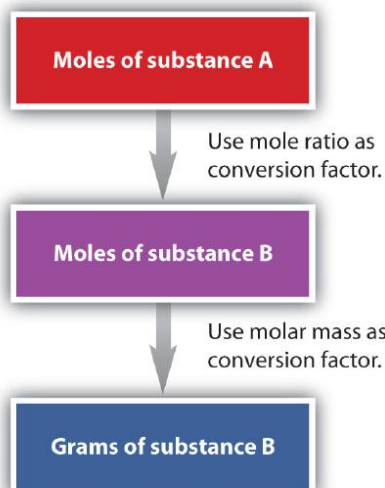 Moles of substance A
Use mole ratio as
conversion factor.
Moles of substance B
Use molar mass as
conversion factor.
Grams of substance B